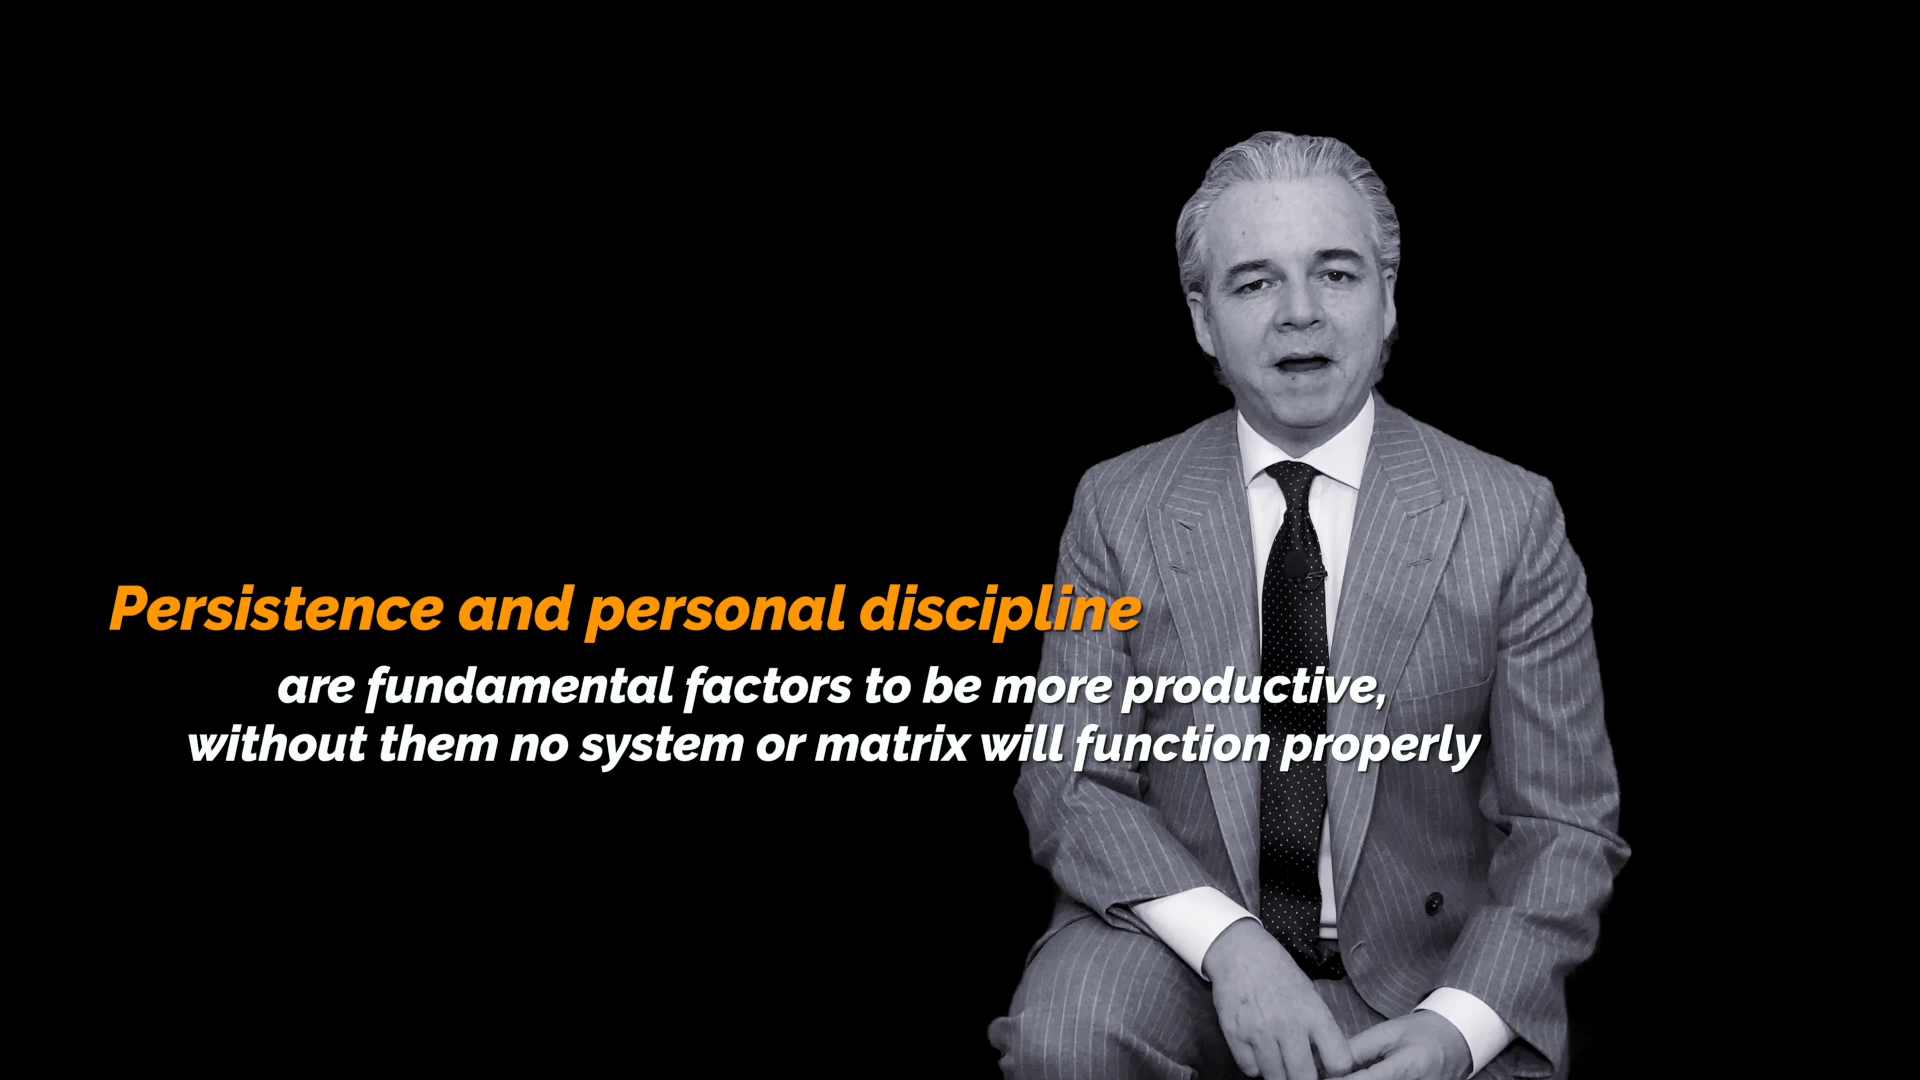 Persistence and personal discipline
are fundamental factors to be more productive,
without them no system or matrix will function properly